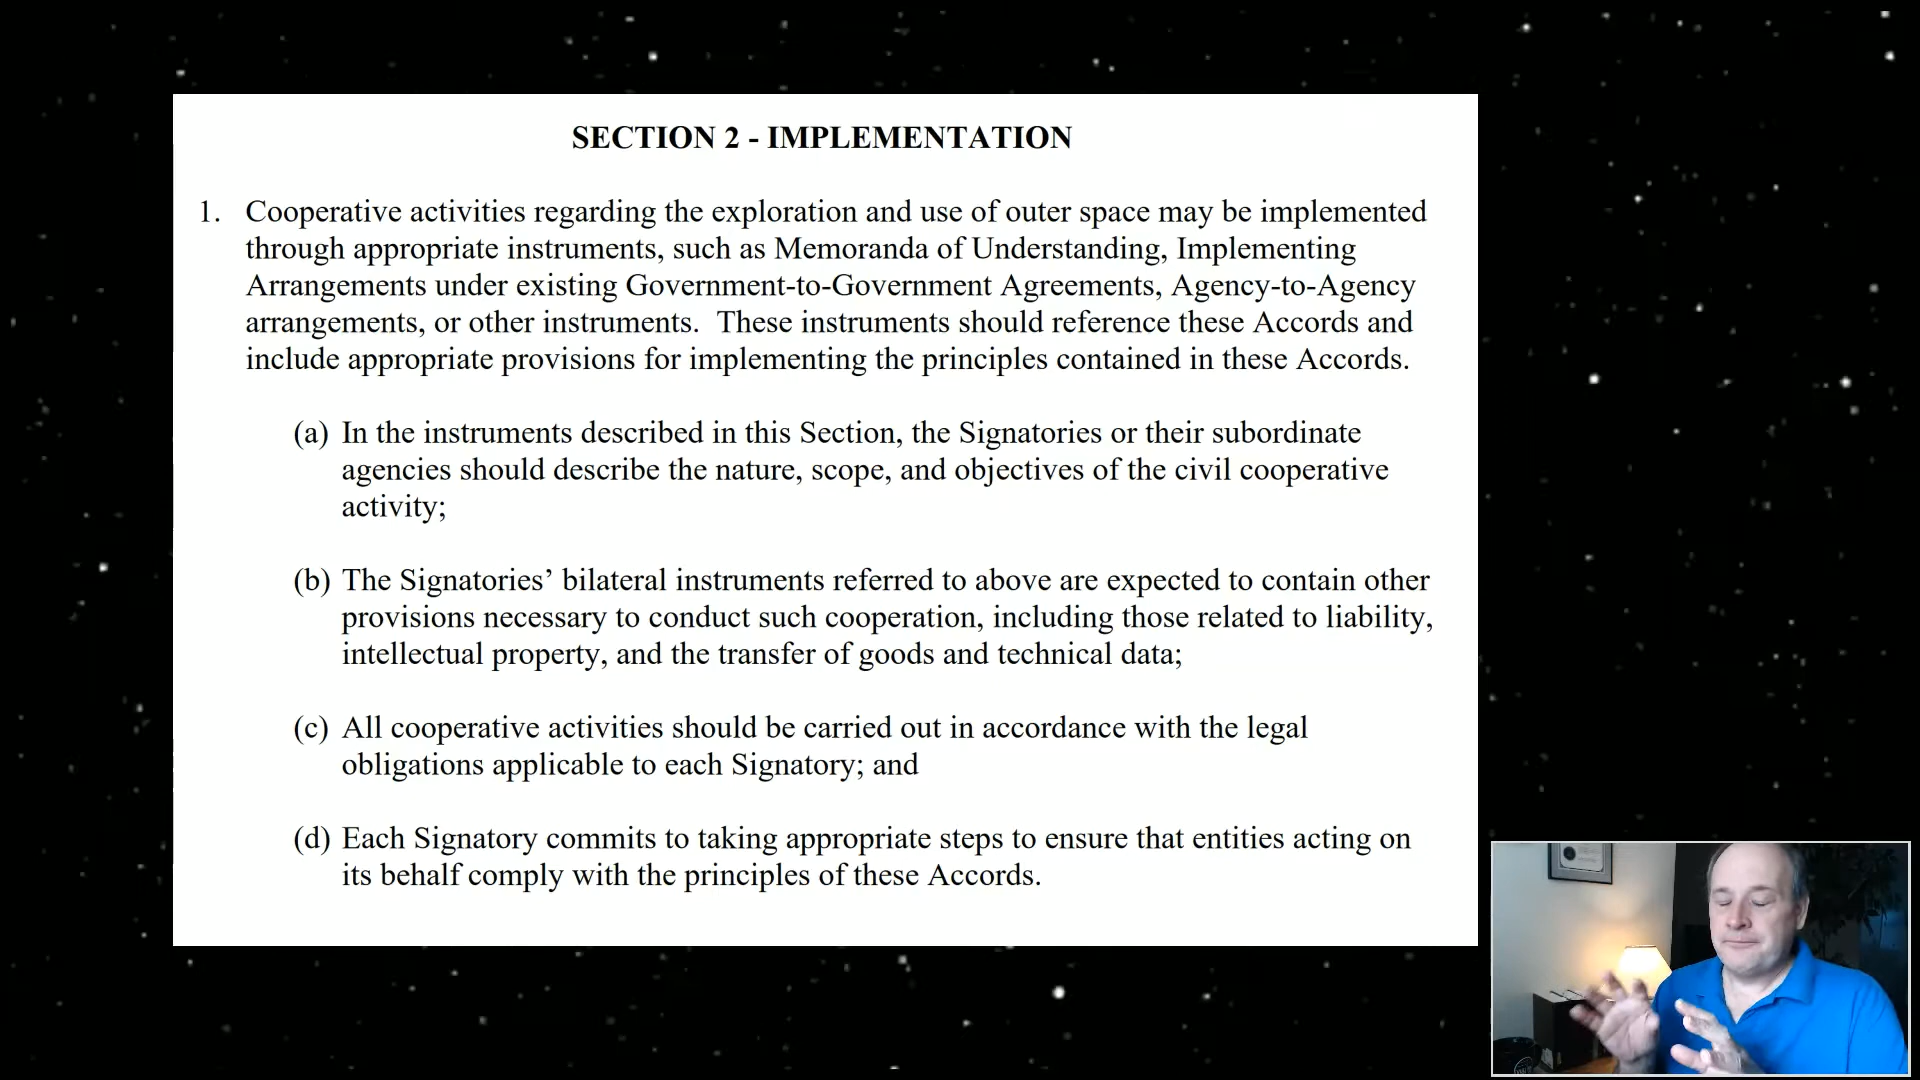 SECTION 2 - IMPLEMENTATION
1. Cooperative activities regarding the exploration and use of outer space may be implemented
through appropriate instruments, such as Memoranda of Understanding, Implementing
Arrangements under existing Government-to-Government Agreements, Agency-to-Agency
arrangements, or other instruments.  These instruments should reference these Accords and
include appropriate provisions for implementing the principles contained in these Accords.
(a) In the instruments described in this Section, the Signatories or their subordinate
agencies should describe the nature, scope, and objectives of the civil cooperative
activity;
(b) The Signatories’ bilateral instruments referred to above are expected to contain other
provisions necessary to conduct such cooperation, including those related to liability,
intellectual property, and the transfer of goods and technical data;
(c) All cooperative activities should be carried out in accordance with the legal
obligations applicable to each Signatory; and
(d) Each Signatory commits to taking appropriate steps to ensure that entities acting on
its behalf comply with the principles of these Accords.